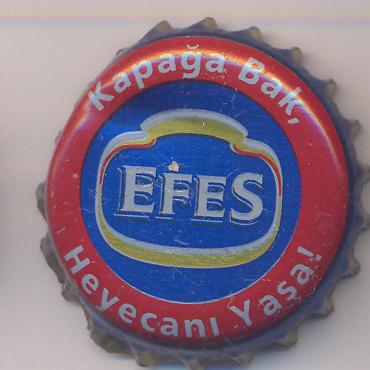 Kapağa Bak,
EFES
Heyecanı Yaşa!